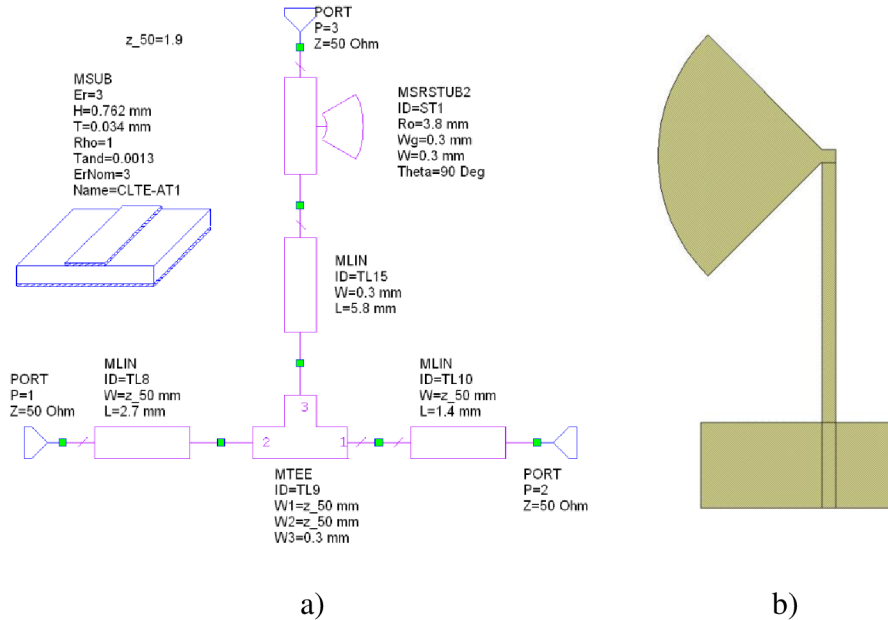 PORT
P=3
Z=50 Ohm
z_50=1.9
MSUB
Er=3
H=0.762 mm
T=0.034 mm
Rho=1
Tand=0.0013
ErNom=3
Name=CLTE-AT1
MSRSTUB2
ID=ST1
Ro=3.8 mm
Wg=0.3 mm
W=0.3 mm
Theta=90 Deg
MLIN
ID=TL15
W=0.3 mm
L=5.8 mm
PORT
P=1
Z=50 Ohm
MLIN
ID=TL8
W=z_50 mm
L=2.7 mm
MLIN
ID=TL10
W=z_50 mm
L=1.4 mm
3
2
1
MTEE
ID=TL9
W1=z_50 mm
W2=z_50 mm
W3=0.3 mm
PORT
P=2
Z=50 Ohm
a)
b)